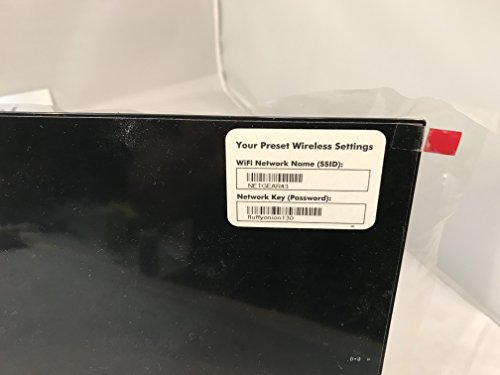 Your Preset Wireless Settings
WiFi Network Name (SSID):
NETGEAR43
Network Key (Password):
fluffyonion130